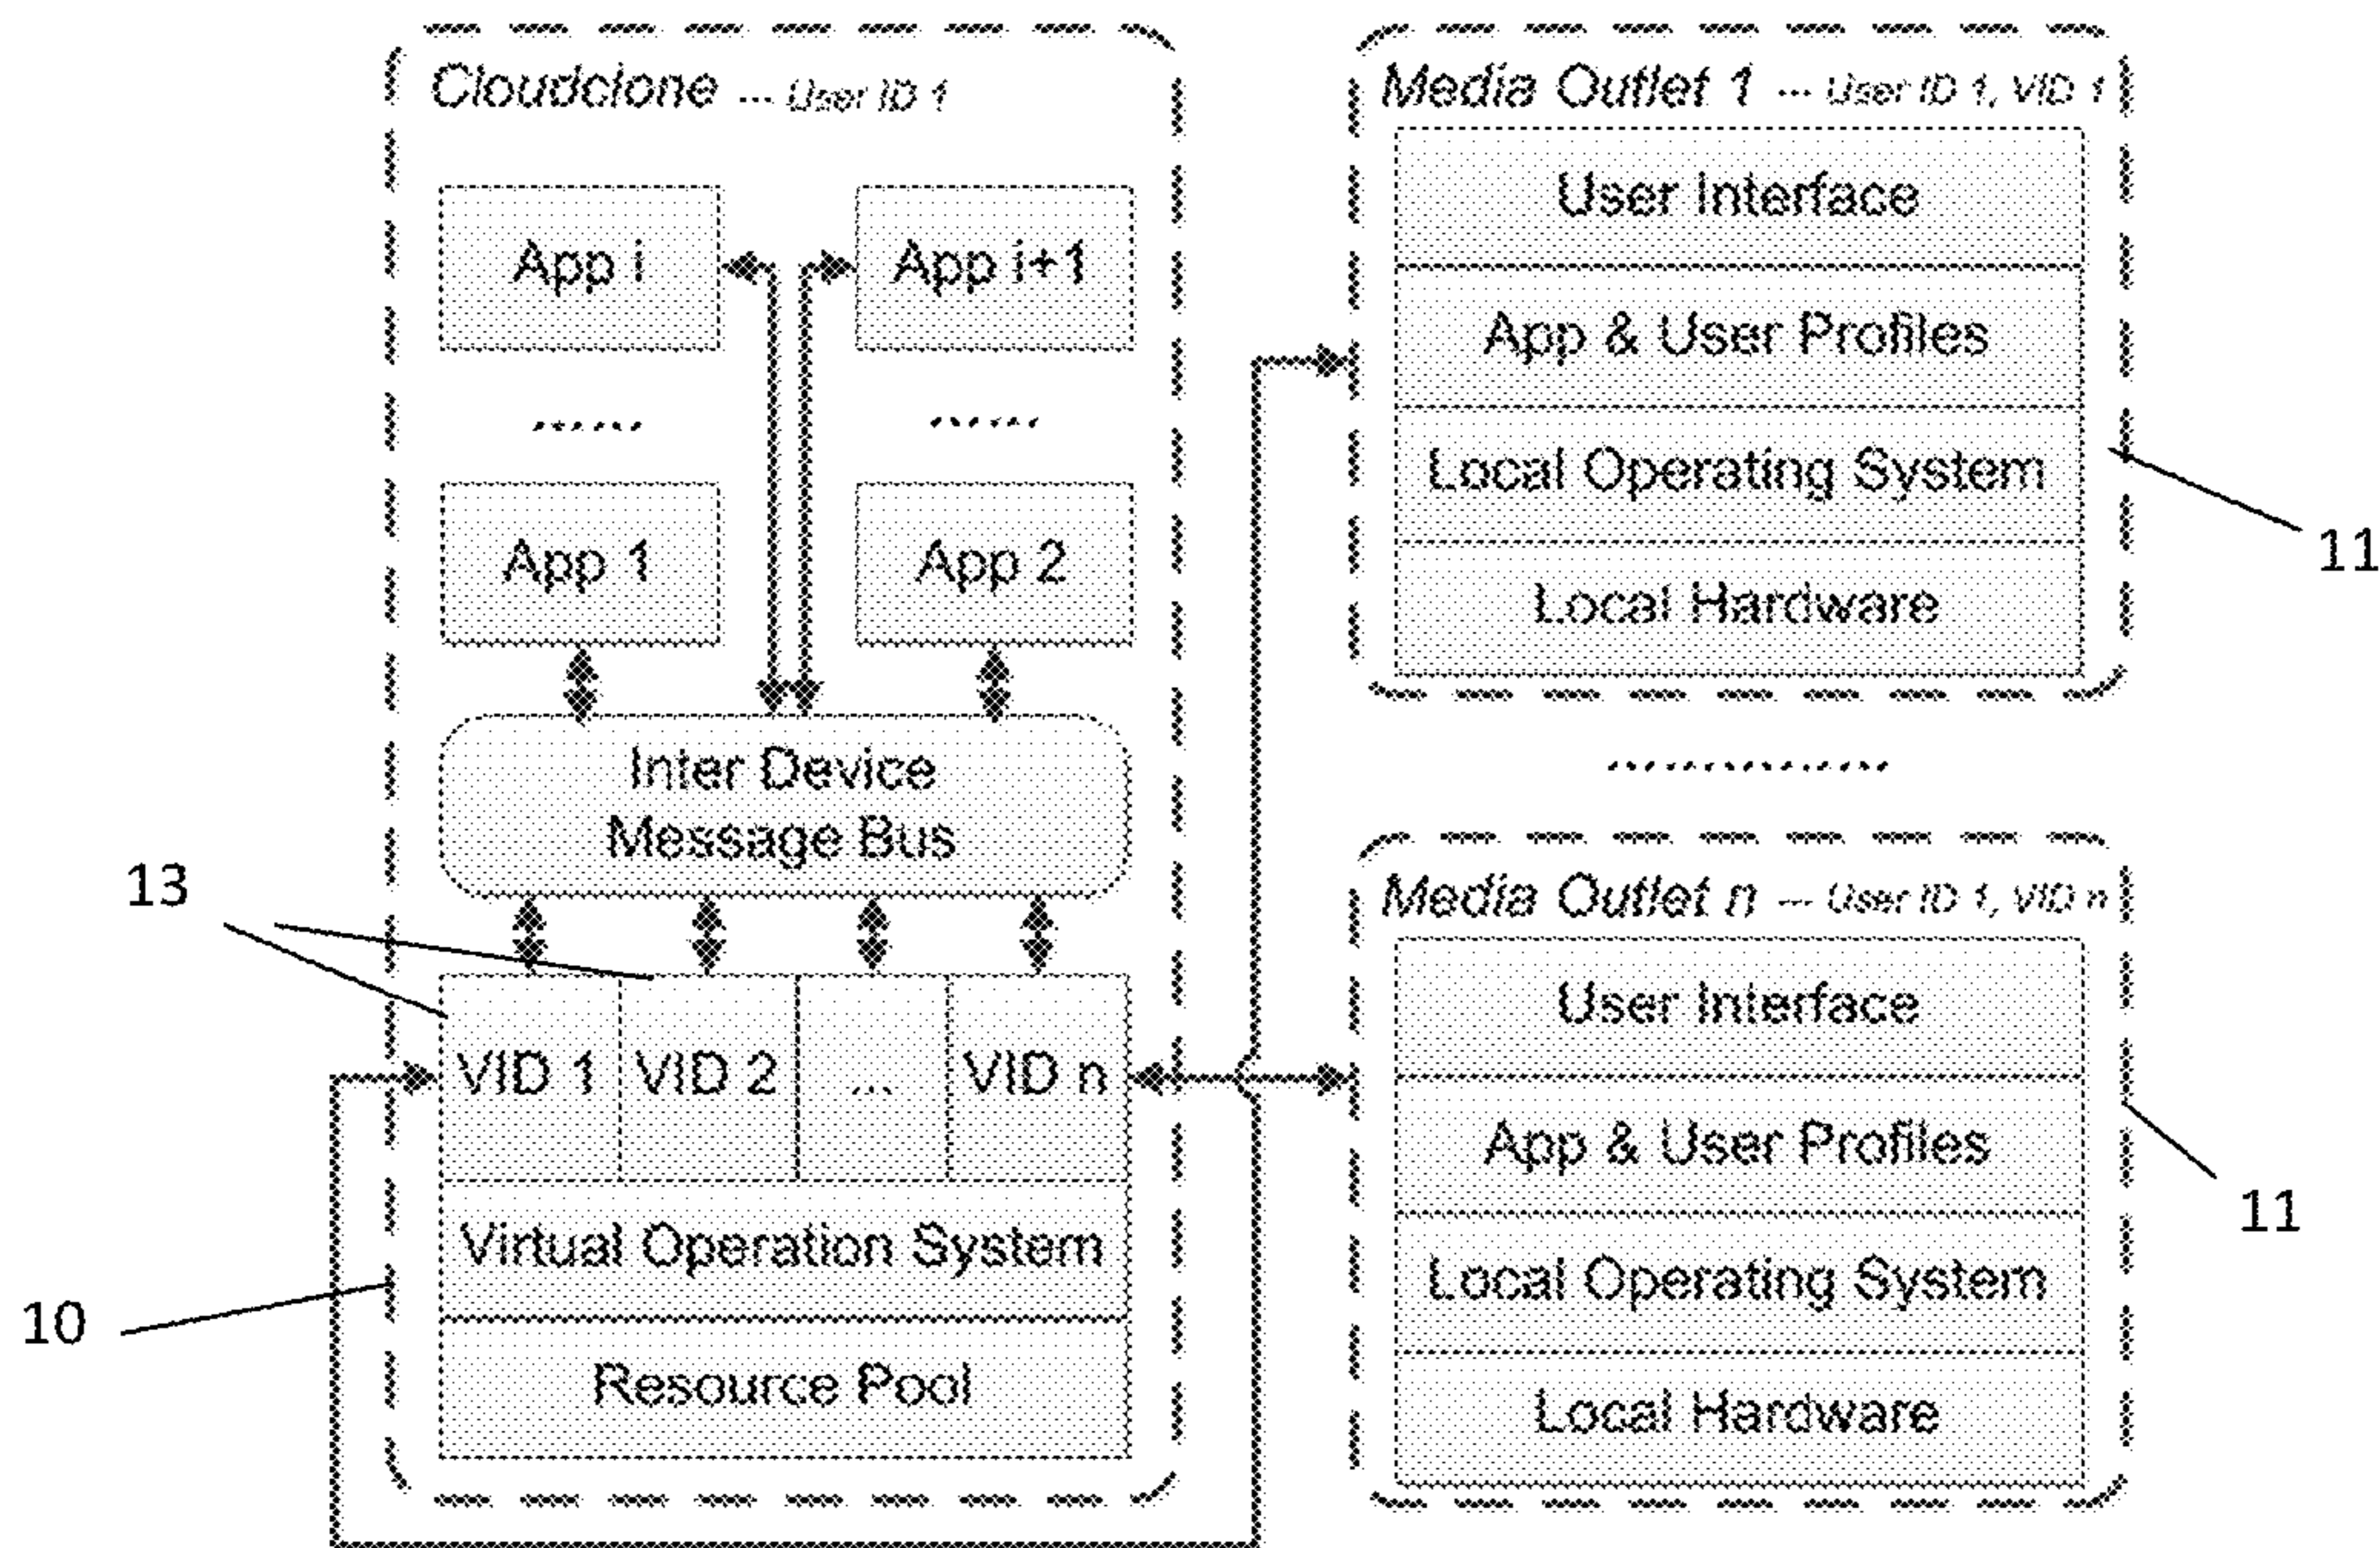 Cloudclone ... User ID 1
App i
App i+1
......
......
App 1
App 2
Inter Device
Message Bus
13
VID 1
VID 2
...
VID n
Virtual Operation System
10
Resource Pool
Media Outlet 1 ... User ID 1, VID 1
User Interface
App & User Profiles
Local Operating System
11
Local Hardware
...............
Media Outlet n ... User ID 1, VID n
User Interface
App & User Profiles
11
Local Operating System
Local Hardware